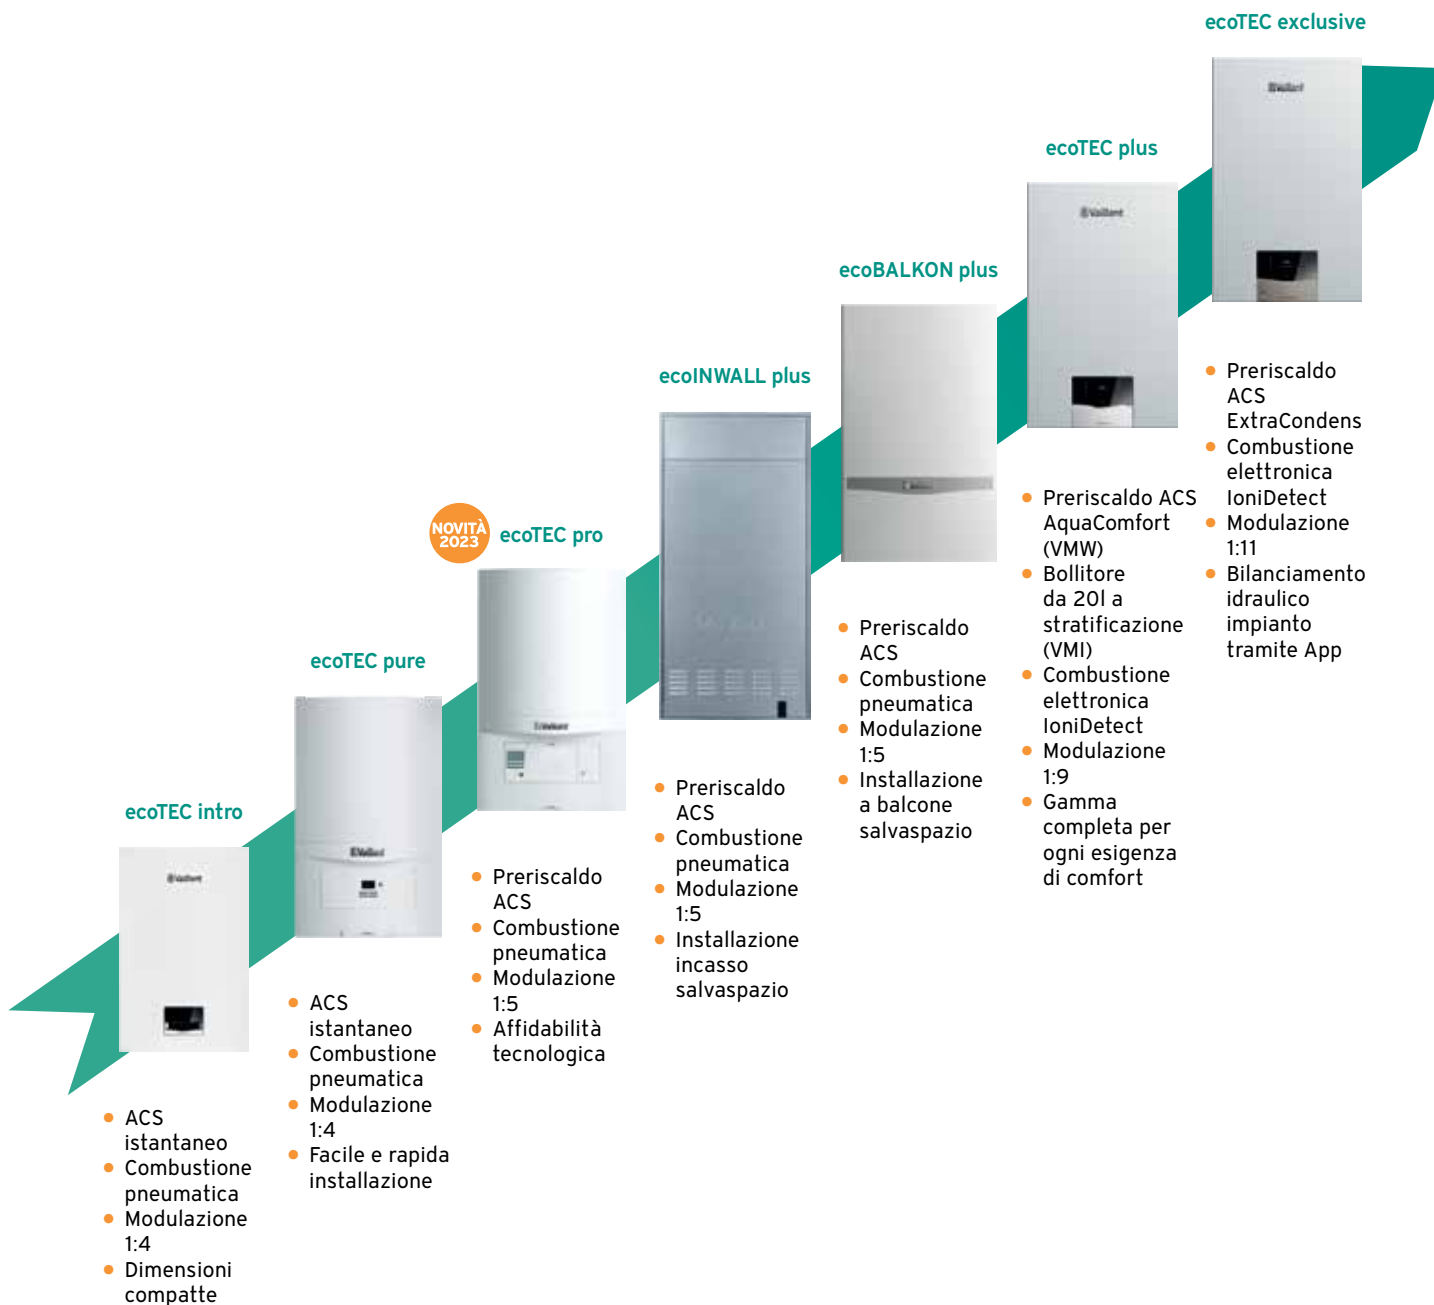 ecoTEC exclusive
Vaillant
Preriscaldo
ACS
ExtraCondens
Combustione
elettronica
IoniDetect
Modulazione
1:11
Bilanciamento
idraulico
impianto
tramite App
ecoTEC plus
Vaillant
Preriscaldo ACS
AquaComfort
(VMW)
Bollitore
da 20l a
stratificazione
(VMI)
Combustione
elettronica
IoniDetect
Modulazione
1:9
Gamma
completa per
ogni esigenza
di comfort
ecoBALKON plus
Preriscaldo
ACS
Combustione
pneumatica
Modulazione
1:5
Installazione
a balcone
salvaspazio
ecoINWALL plus
Preriscaldo
ACS
Combustione
pneumatica
Modulazione
1:5
Installazione
incasso
salvaspazio
NOVITÀ
2023
ecoTEC pro
Vaillant
Preriscaldo
ACS
Combustione
pneumatica
Modulazione
1:5
Affidabilità
tecnologica
ecoTEC pure
Vaillant
ACS
istantaneo
Combustione
pneumatica
Modulazione
1:4
Facile e rapida
installazione
ecoTEC intro
Vaillant
ACS
istantaneo
Combustione
pneumatica
Modulazione
1:4
Dimensioni
compatte